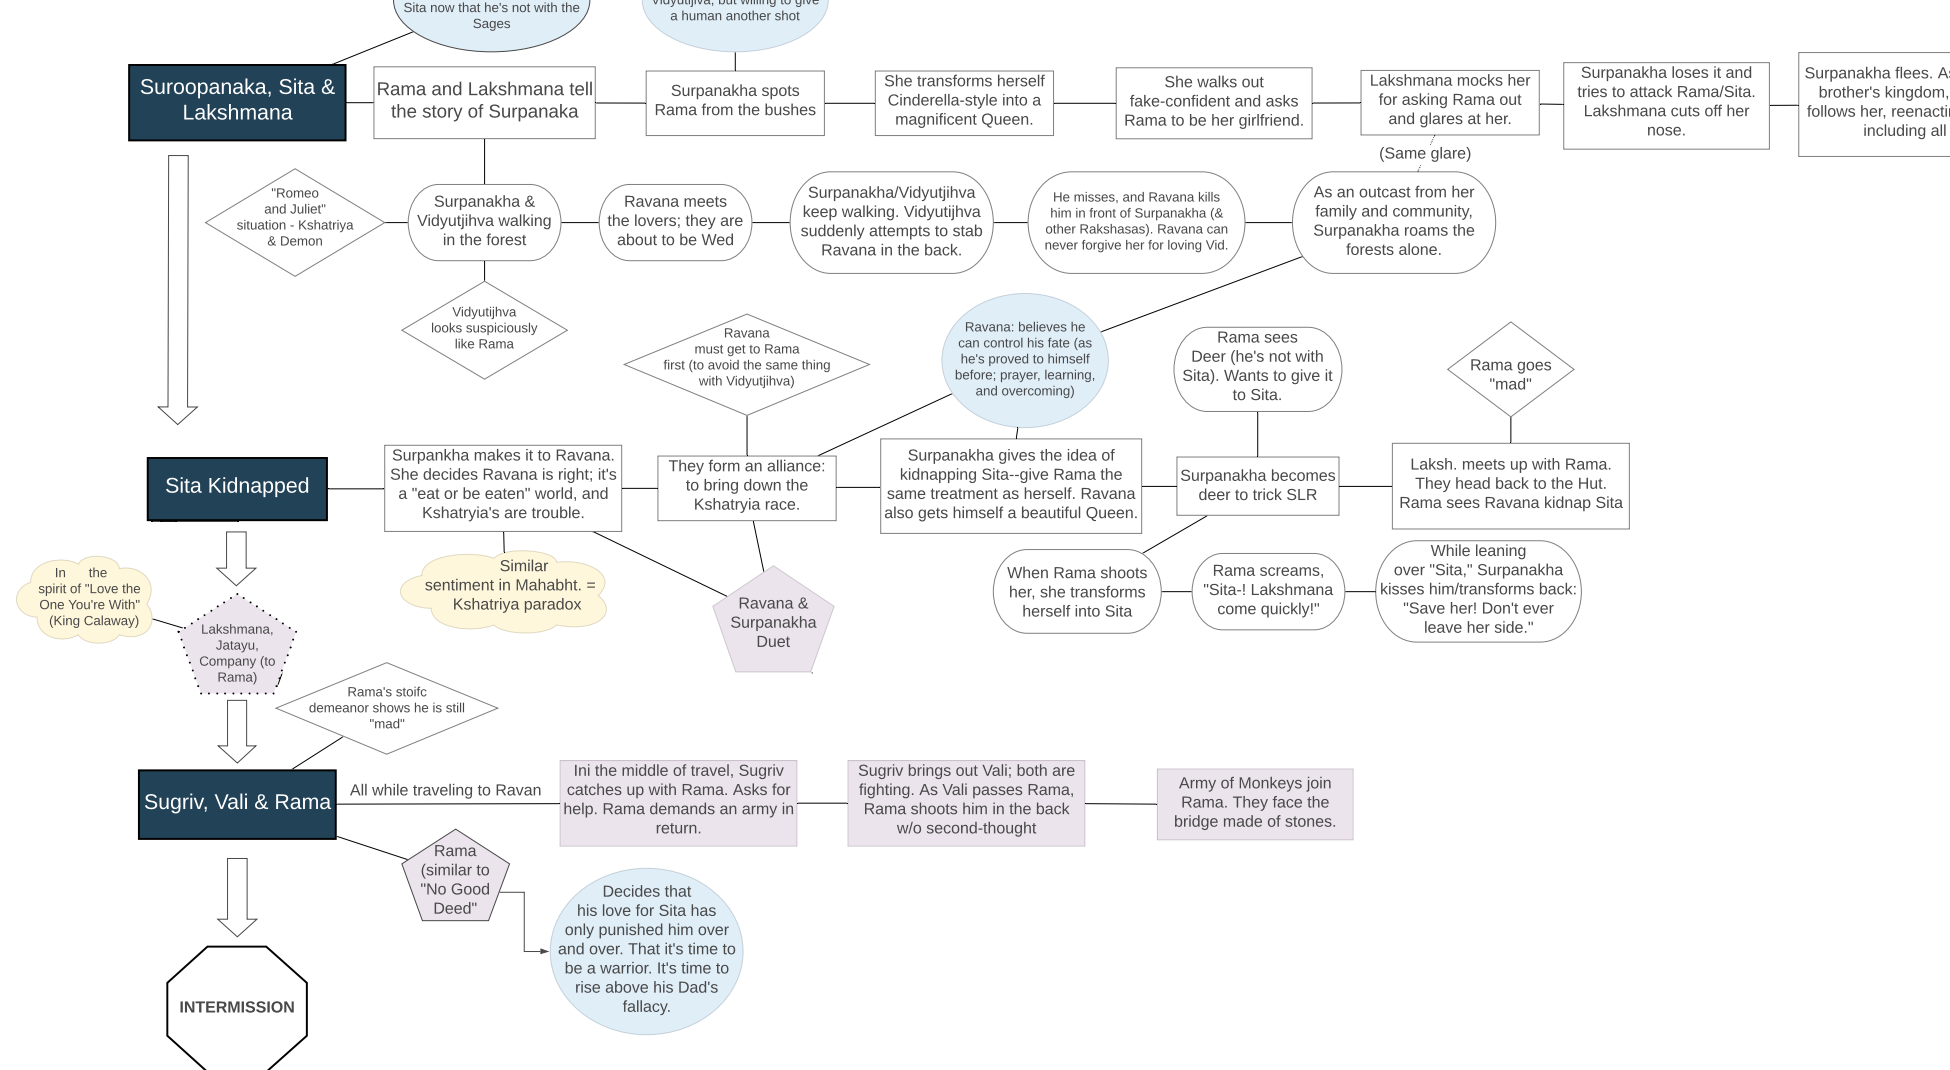 Sita now that he's not with the
Sages
Vidyutijiva, but willing to give
a human another shot
Suroopanaka, Sita &
Lakshmana
Rama and Lakshmana tell
the story of Surpanaka
Surpanakha spots
Rama from the bushes
She transforms herself
Cinderella-style into a
magnificent Queen.
She walks out
fake-confident and asks
Rama to be her girlfriend.
Lakshmana mocks her
for asking Rama out
and glares at her.
Surpanakha loses it and
tries to attack Rama/Sita.
Lakshmana cuts off her
nose.
Surpanakha flees. As
brother's kingdom,
follows her, reenactin
including all
(Same glare)
"Romeo
and Juliet"
situation - Kshatriya
& Demon
Surpanakha &
Vidyutjihva walking
in the forest
Ravana meets
the lovers; they are
about to be Wed
Surpanakha/Vidyutjihva
keep walking. Vidyutijhva
suddenly attempts to stab
Ravana in the back.
He misses, and Ravana kills
him in front of Surpanakha (&
other Rakshasas). Ravana can
never forgive her for loving Vid.
As an outcast from her
family and community,
Surpanakha roams the
forests alone.
Vidyutijhva
looks suspiciously
like Rama
Ravana
must get to Rama
first (to avoid the same thing
with Vidyutijhva)
Ravana: believes he
can control his fate (as
he's proved to himself
before; prayer, learning,
and overcoming)
Rama sees
Deer (he's not with
Sita). Wants to give it
to Sita.
Rama goes
"mad"
Sita Kidnapped
Surpankha makes it to Ravana.
She decides Ravana is right; it's
a "eat or be eaten" world, and
Kshatryia's are trouble.
They form an alliance:
to bring down the
Kshatryia race.
Surpanakha gives the idea of
kidnapping Sita--give Rama the
same treatment as herself. Ravana
also gets himself a beautiful Queen.
Surpanakha becomes
deer to trick SLR
Laksh. meets up with Rama.
They head back to the Hut.
Rama sees Ravana kidnap Sita
In the
spirit of "Love the
One You're With"
(King Calaway)
Similar
sentiment in Mahabht. =
Kshatriya paradox
Ravana &
Surpanakha
Duet
When Rama shoots
her, she transforms
herself into Sita
Rama screams,
"Sita-! Lakshmana
come quickly!"
While leaning
over "Sita," Surpanakha
kisses him/transforms back:
"Save her! Don't ever
leave her side."
Lakshmana,
Jatayu,
Company (to
Rama)
Rama's stoifc
demeanor shows he is still
"mad"
Sugriv, Vali & Rama
All while traveling to Ravan
Ini the middle of travel, Sugriv
catches up with Rama. Asks for
help. Rama demands an army in
return.
Sugriv brings out Vali; both are
fighting. As Vali passes Rama,
Rama shoots him in the back
w/o second-thought
Army of Monkeys join
Rama. They face the
bridge made of stones.
Rama
(similar to
"No Good
Deed"
Decides that
his love for Sita has
only punished him over
and over. That it's time to
be a warrior. It's time to
rise above his Dad's
fallacy.
INTERMISSION